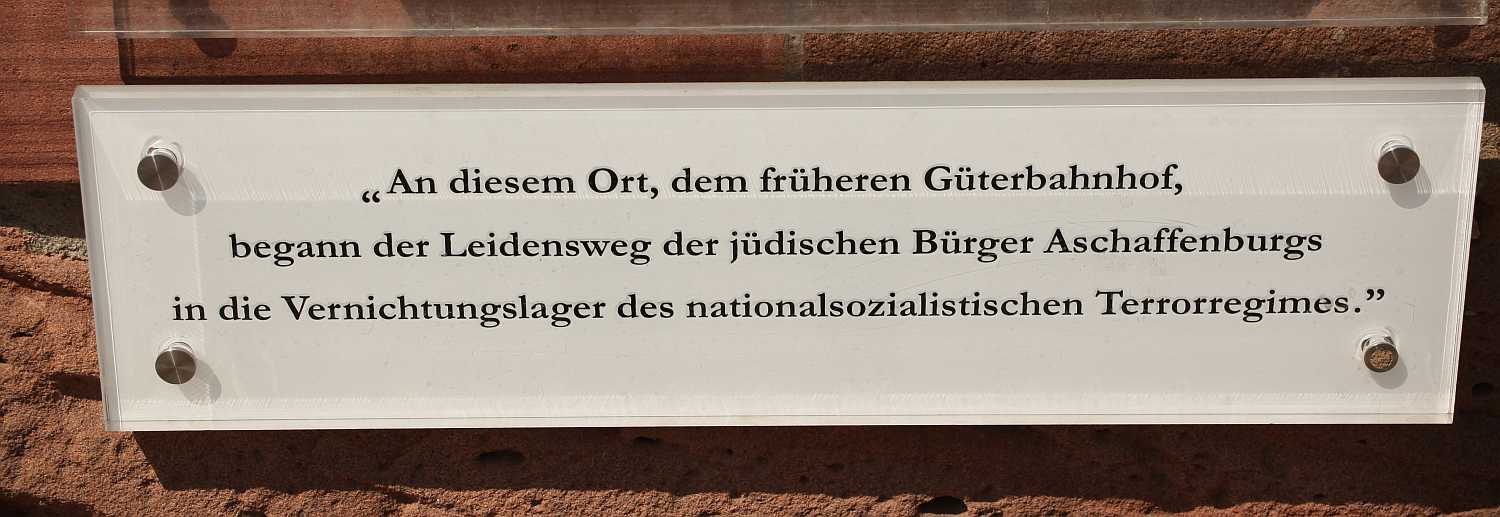 „An diesem Ort, dem früheren Güterbahnhof,
begann der Leidensweg der jüdischen Bürger Aschaffenburgs
in die Vernichtungslager des nationalsozialistischen Terrorregimes.”